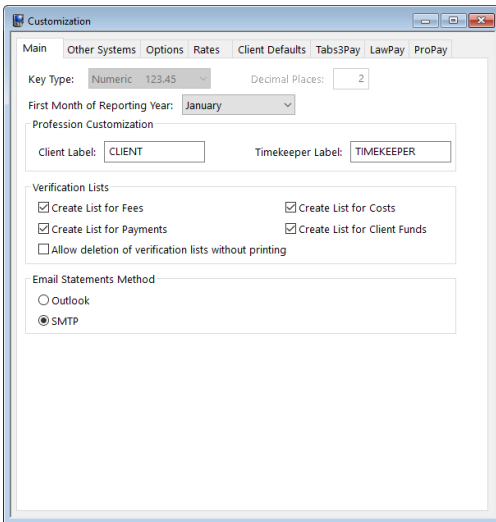 Customization
Main Other Systems Options Rates Client Defaults Tabs3Pay LawPay ProPay
Key Type: Numeric 123.45 Decimal Places: 2
First Month of Reporting Year: January
Profession Customization
Client Label: CLIENT Timekeeper Label: TIMEKEEPER
Verification Lists
Create List for Fees Create List for Costs
Create List for Payments Create List for Client Funds
Allow deletion of verification lists without printing
Email Statements Method
Outlook
SMTP